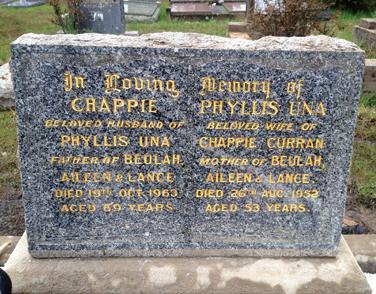 In Loving Memory of
CHAPPIE
BELOVED HUSBAND OF
PHYLLIS UNA
FATHER OF BEULAH,
AILEEN & LANCE
DIED 19TH OCT. 1963
AGED 69 YEARS.
PHYLLIS UNA
BELOVED WIFE OF
CHAPPIE CURRAN
MOTHER OF BEULAH,
AILEEN & LANCE.
DIED 26TH AUG. 1952
AGED 53 YEARS.